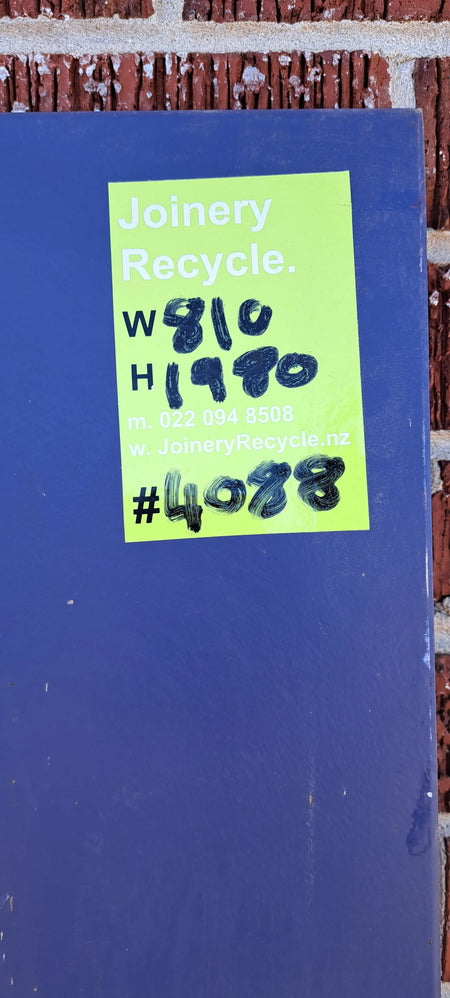 Joinery
Recycle.
W 810
H 1980
m. 022 094 8508
w. JoineryRecycle.nz
#4088